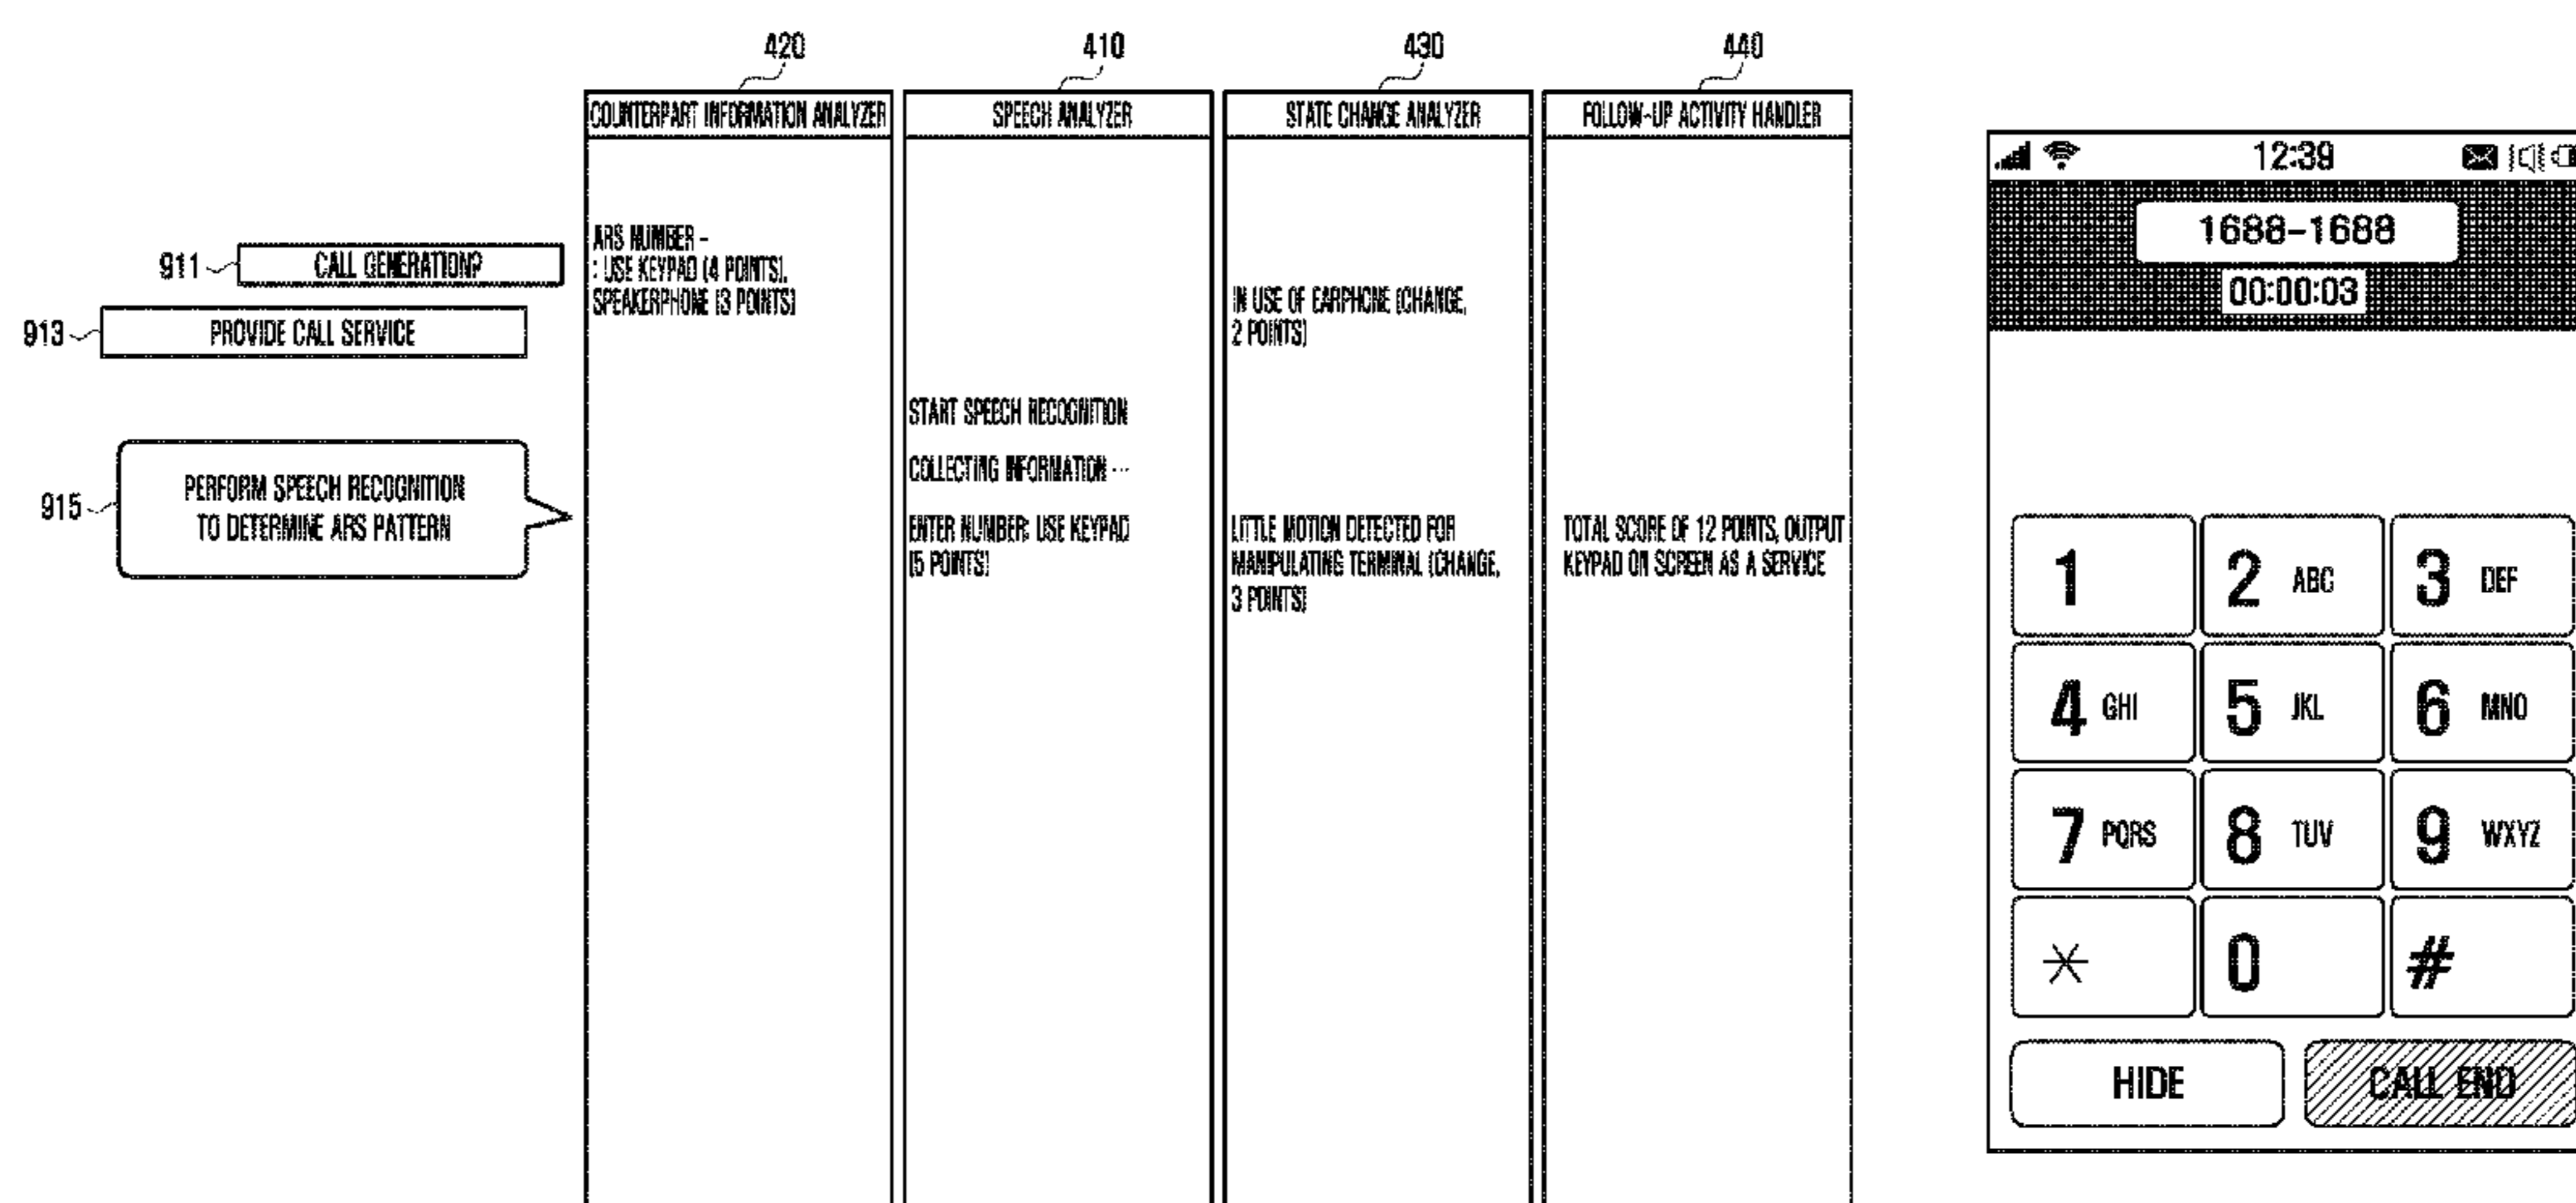 420
410
430
440
COUNTERPART INFORMATION ANALYZER
SPEECH ANALYZER
STATE CHANGE ANALYZER
FOLLOW-UP ACTIVITY HANDLER
911
CALL GENERATION?
913
PROVIDE CALL SERVICE
915
PERFORM SPEECH RECOGNITION
TO DETERMINE ARS PATTERN
ARS NUMBER -
: USE KEYPAD (4 POINTS),
SPEAKERPHONE (3 POINTS)
START SPEECH RECOGNITION
COLLECTING INFORMATION ...
ENTER NUMBER: USE KEYPAD
(5 POINTS)
IN USE OF EARPHONE (CHANGE,
2 POINTS)
LITTLE MOTION DETECTED FOR
MANIPULATING TERMINAL (CHANGE,
3 POINTS)
TOTAL SCORE OF 12 POINTS, OUTPUT
KEYPAD ON SCREEN AS A SERVICE
12:39
1688-1688
00:00:03
1
2 ABC
3 DEF
4 GHI
5 JKL
6 MNO
7 PQRS
8 TUV
9 WXYZ
*
0
#
HIDE
CALL END